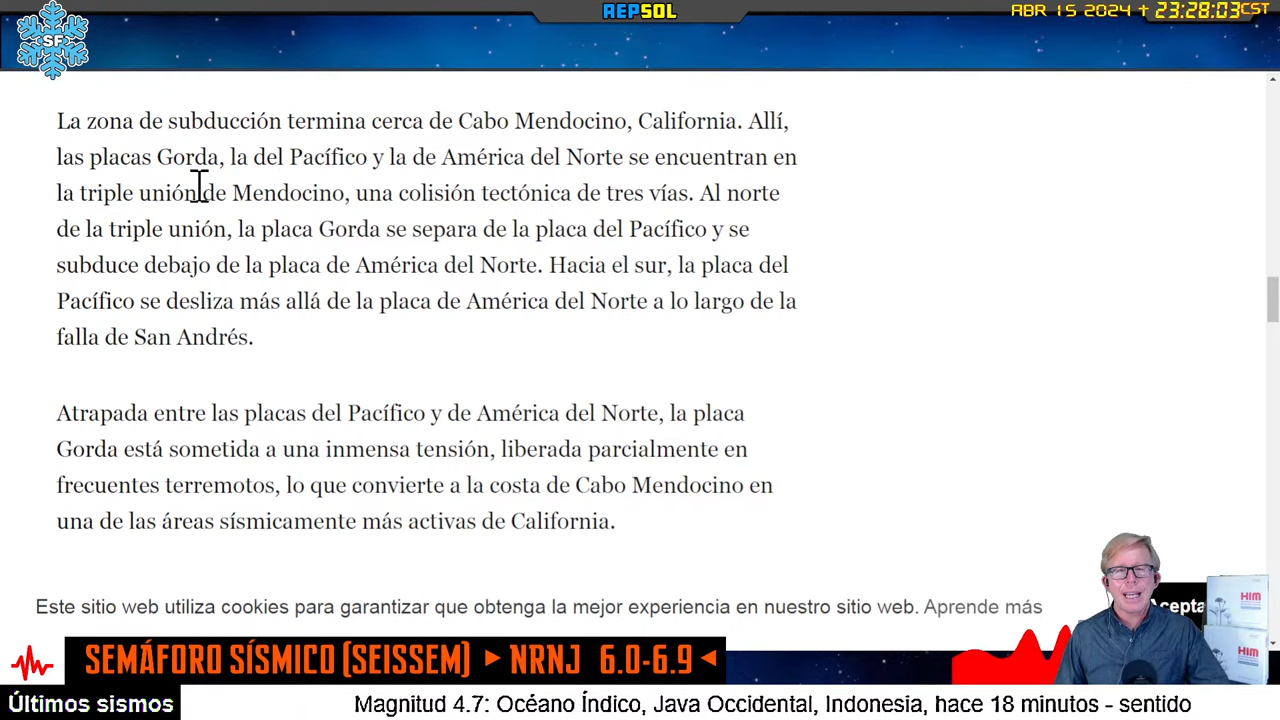 REPSOL
ABR 15 2024 † 23:28:03 CST
SF
La zona de subducción termina cerca de Cabo Mendocino, California. Allí,
las placas Gorda, la del Pacífico y la de América del Norte se encuentran en
la triple unión de Mendocino, una colisión tectónica de tres vías. Al norte
de la triple unión, la placa Gorda se separa de la placa del Pacífico y se
subduce debajo de la placa de América del Norte. Hacia el sur, la placa del
Pacífico se desliza más allá de la placa de América del Norte a lo largo de la
falla de San Andrés.
Atrapada entre las placas del Pacífico y de América del Norte, la placa
Gorda está sometida a una inmensa tensión, liberada parcialmente en
frecuentes terremotos, lo que convierte a la costa de Cabo Mendocino en
una de las áreas sísmicamente más activas de California.
Este sitio web utiliza cookies para garantizar que obtenga la mejor experiencia en nuestro sitio web. Aprende más
Acepta
HIM
HIM
SEMÁFORO SÍSMICO (SEISSEM) ► NRNJ 6.0-6.9 ◄
Últimos sismos
Magnitud 4.7: Océano Índico, Java Occidental, Indonesia, hace 18 minutos - sentido